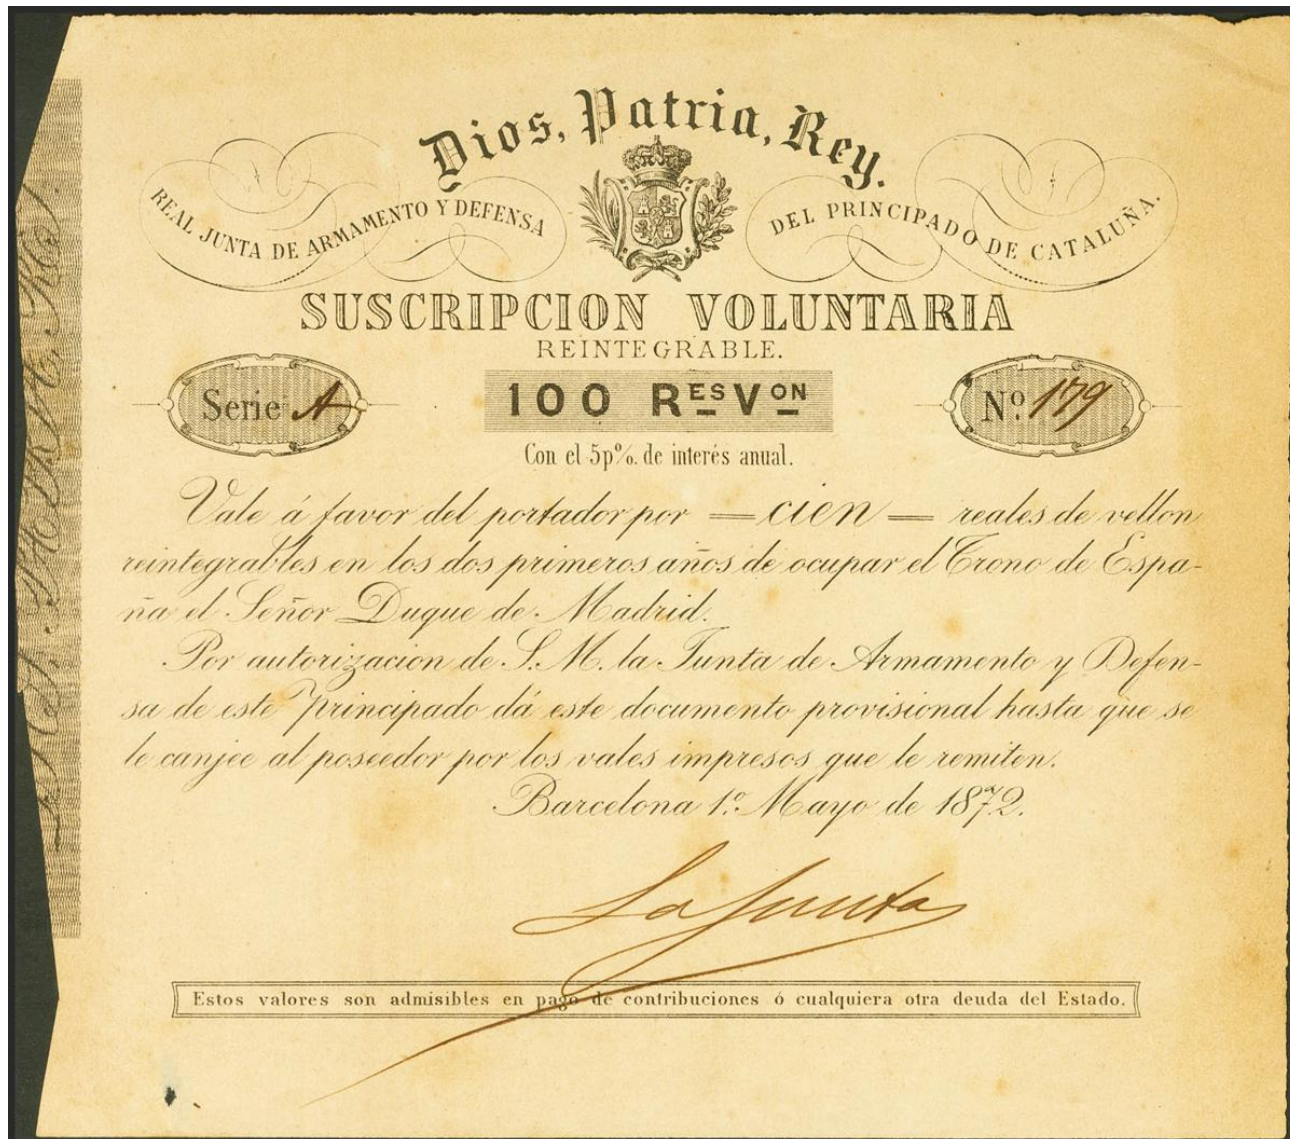 Dios, Patria, Rey.
REAL JUNTA DE ARMAMENTO Y DEFENSA DEL PRINCIPADO DE CATALUÑA.
SUSCRIPCION VOLUNTARIA
REINTEGRABLE.
Serie A
100 Rᴱˢ Vᴼᴺ
Nº 179
Con el 5p%. de interés anual.
Vale á favor del portador por = cien = reales de vellon
reintegrables en los dos primeros años de ocupar el Trono de Espa-
ña el Señor Duque de Madrid.
Por autorizacion de S. M. la Junta de Armamento y Defen-
sa de este Principado dá este documento provisional hasta que se
le canjee al poseedor por los vales impresos que le remiten.
Barcelona 1º Mayo de 1872.
La Junta
Estos valores son admisibles en pago de contribuciones ó cualquiera otra deuda del Estado.